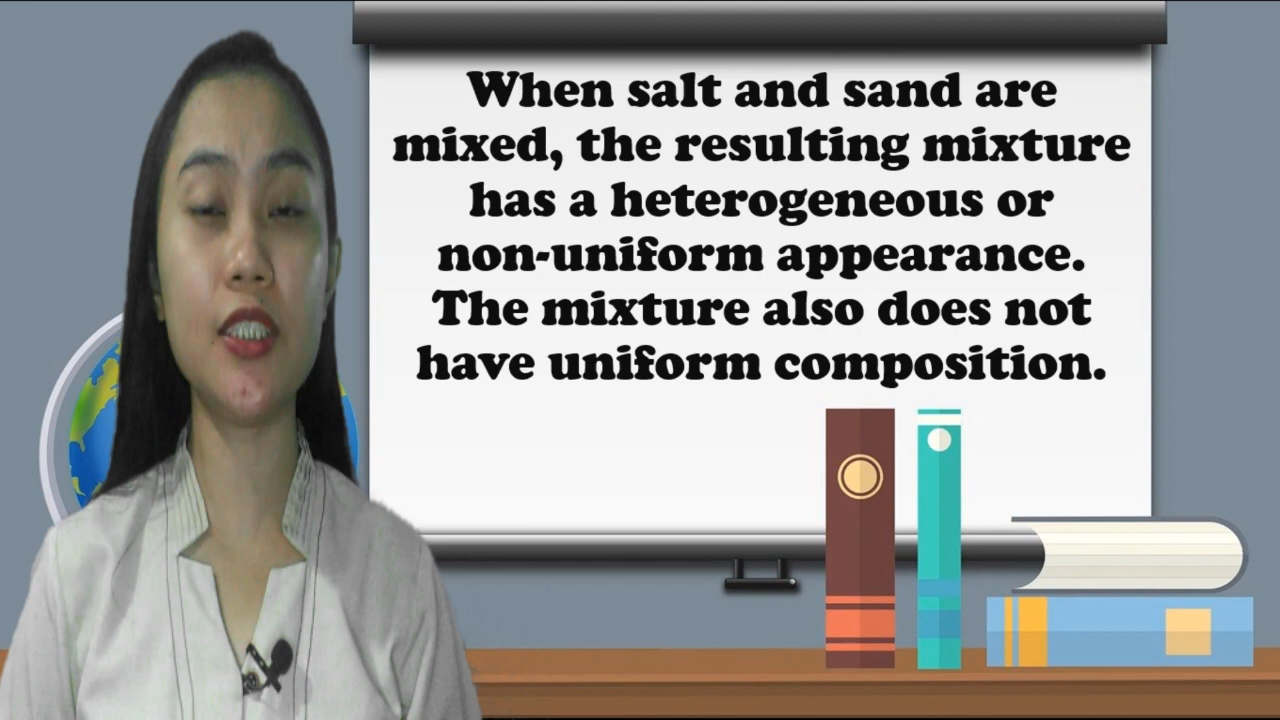 When salt and sand are
mixed, the resulting mixture
has a heterogeneous or
non-uniform appearance.
The mixture also does not
have uniform composition.